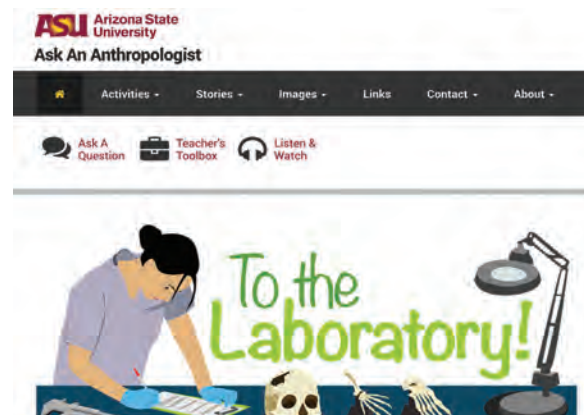 ASU Arizona State
University
Ask An Anthropologist
Activities Stories Images Links Contact About
Ask A
Question
Teacher's
Toolbox
Listen &
Watch
To the
Laboratory!